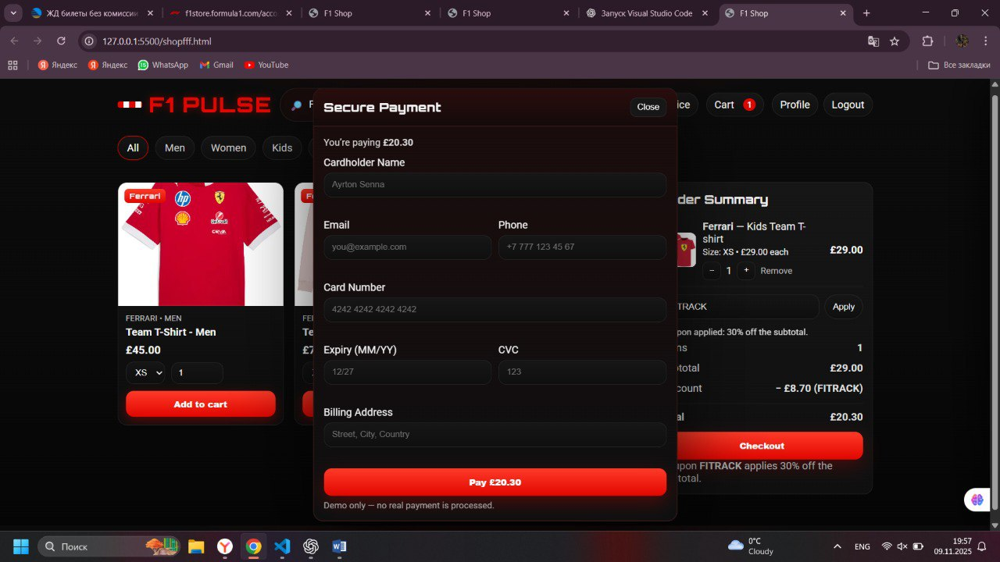 ЖД билеты без комиссии
f1store.formula1.com/acco
F1 Shop
F1 Shop
Запуск Visual Studio Code
F1 Shop
127.0.0.1:5500/shopfff.html
Яндекс
Яндекс
WhatsApp
Gmail
YouTube
Все закладки
F1 PULSE
F
ice
Cart 1
Profile
Logout
Secure Payment
Close
All
Men
Women
Kids
You're paying £20.30
Cardholder Name
Ayrton Senna
Email
Phone
you@example.com
+7 777 123 45 67
Card Number
4242 4242 4242 4242
Expiry (MM/YY)
CVC
12/27
123
Billing Address
Street, City, Country
Pay £20.30
Demo only — no real payment is processed.
Ferrari
hp
FERRARI • MEN
Team T-Shirt - Men
£45.00
XS
1
Add to cart
F
FE
Te
£7
der Summary
Ferrari — Kids Team T-
shirt
Size: XS • £29.00 each
£29.00
− 1 + Remove
TRACK
Apply
pon applied: 30% off the subtotal.
ns 1
total £29.00
count − £8.70 (FITRACK)
al £20.30
Checkout
upon FITRACK applies 30% off the
total.
Поиск
0°C
Cloudy
ENG
19:57
09.11.2025